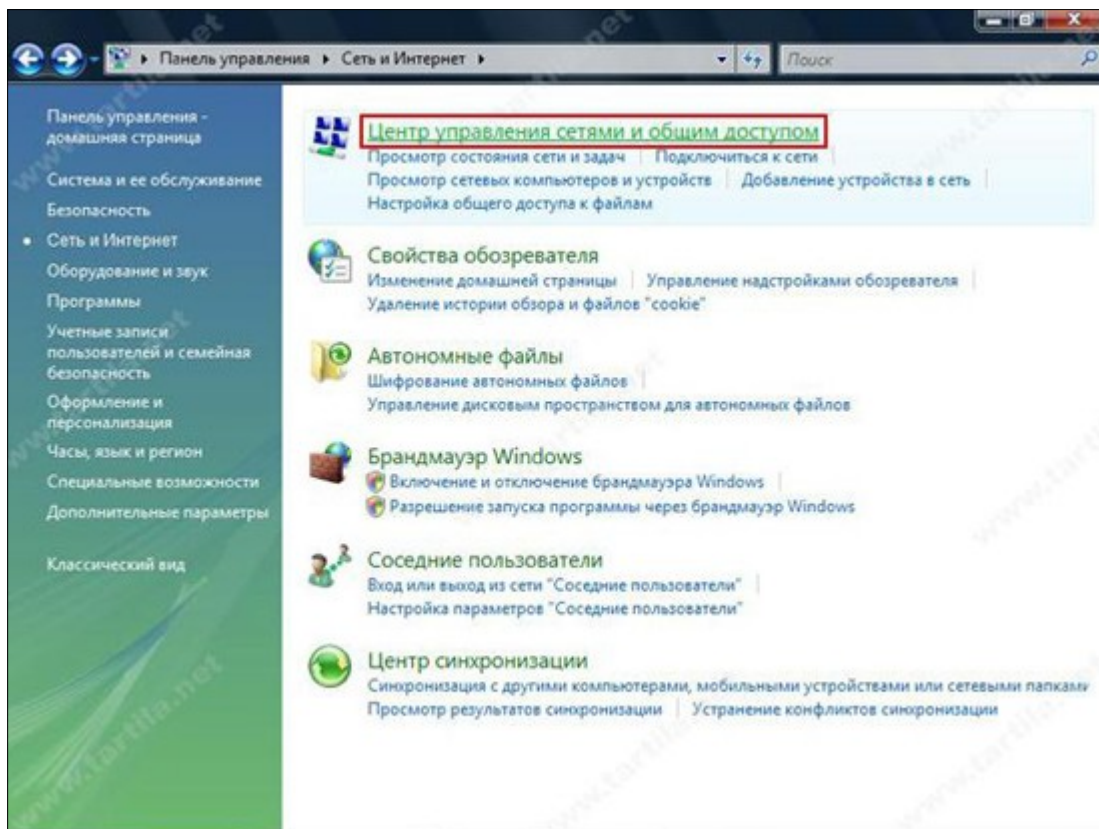 Панель управления ▸ Сеть и Интернет ▸
Поиск
Панель управления -
домашняя страница
Система и ее обслуживание
Безопасность
Сеть и Интернет
Оборудование и звук
Программы
Учетные записи
пользователей и семейная
безопасность
Оформление и
персонализация
Часы, язык и регион
Специальные возможности
Дополнительные параметры
Классический вид
Центр управления сетями и общим доступом
Просмотр состояния сети и задач | Подключиться к сети
Просмотр сетевых компьютеров и устройств | Добавление устройства в сеть
Настройка общего доступа к файлам
Свойства обозревателя
Изменение домашней страницы | Управление надстройками обозревателя
Удаление истории обзора и файлов "cookie"
Автономные файлы
Шифрование автономных файлов
Управление дисковым пространством для автономных файлов
Брандмауэр Windows
Включение и отключение брандмауэра Windows
Разрешение запуска программы через брандмауэр Windows
Соседние пользователи
Вход или выход из сети "Соседние пользователи"
Настройка параметров "Соседние пользователи"
Центр синхронизации
Синхронизация с другими компьютерами, мобильными устройствами или сетевыми папками
Просмотр результатов синхронизации | Устранение конфликтов синхронизации
www.tartila.net